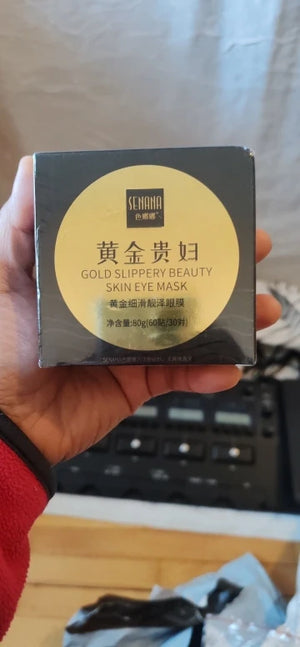 SENANA
色娜娜
黄金贵妇
GOLD SLIPPERY BEAUTY
SKIN EYE MASK
黄金细滑靓泽眼膜
净含量:80g(60贴/30对)